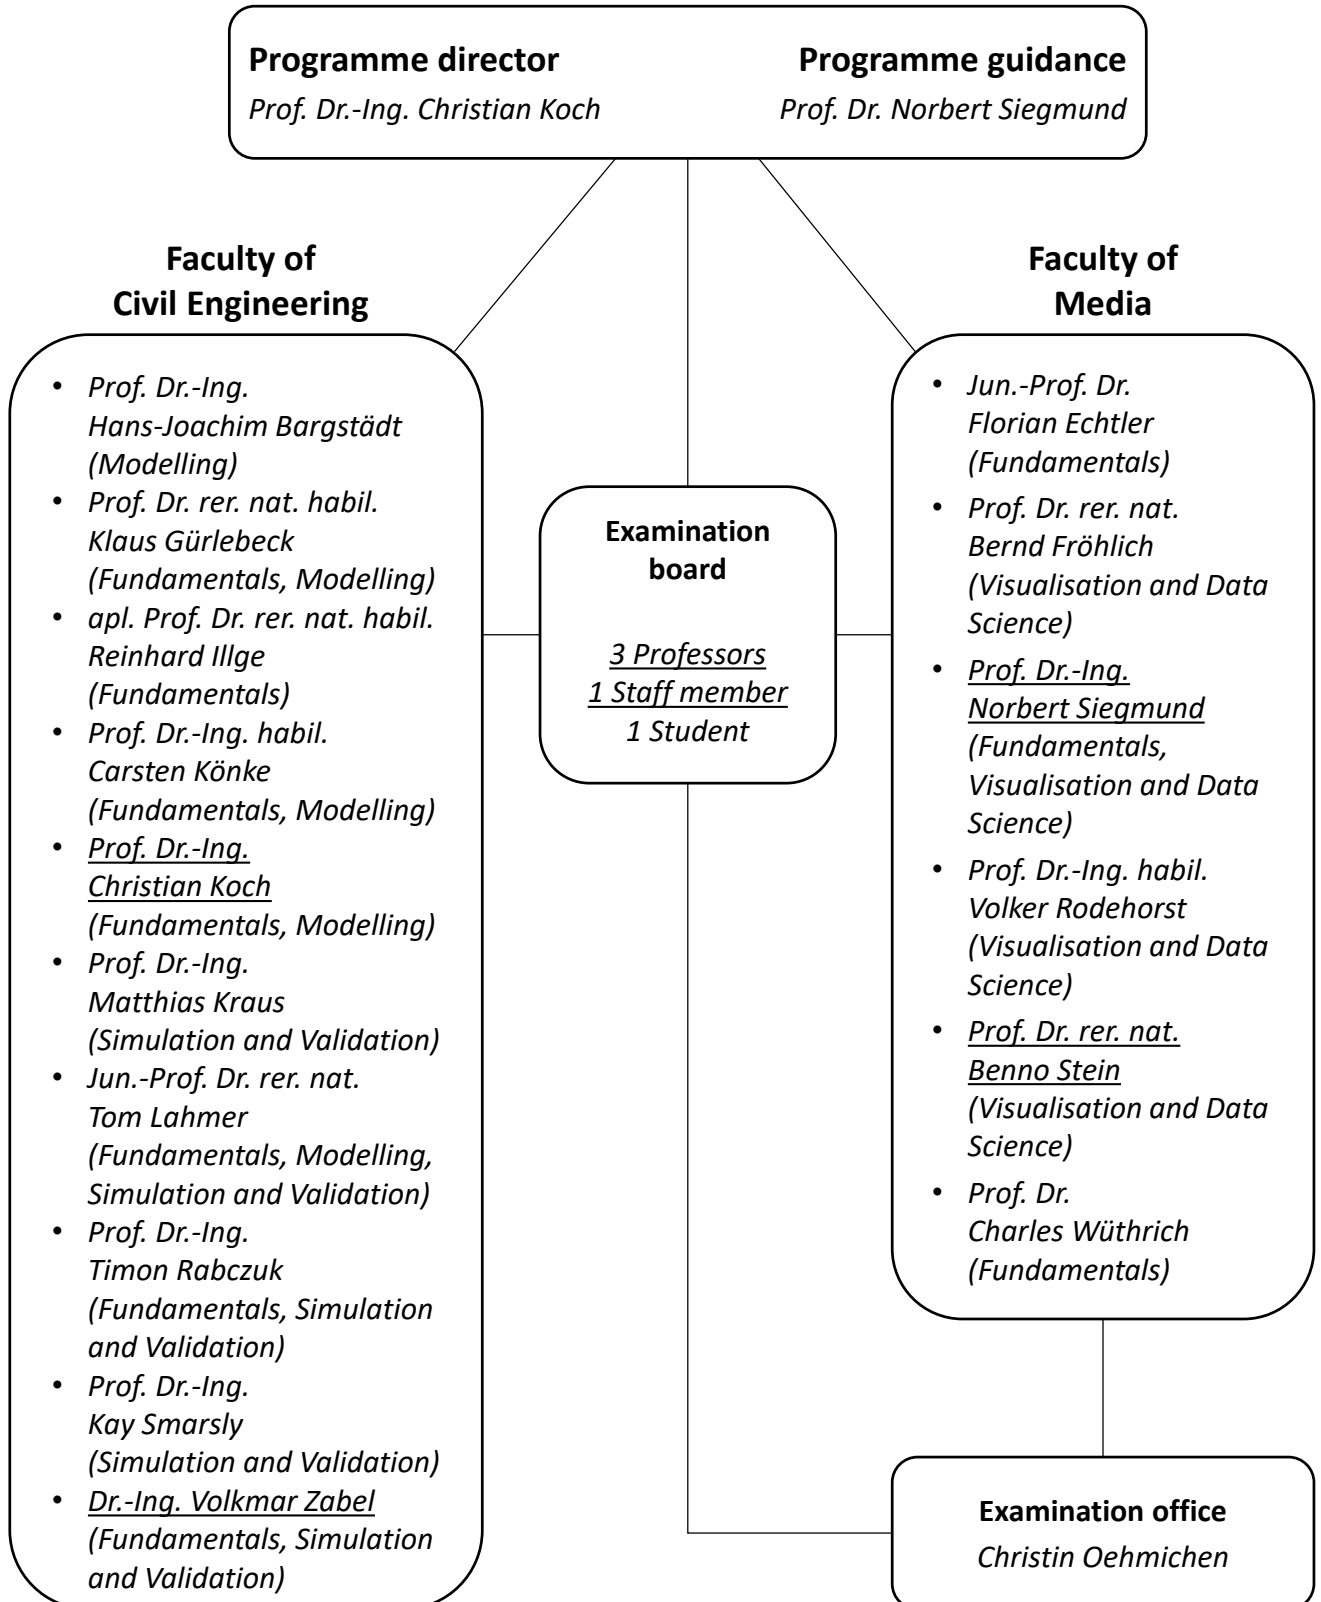 Programme director
Prof. Dr.-Ing. Christian Koch
Programme guidance
Prof. Dr. Norbert Siegmund
Faculty of
Civil Engineering
• Prof. Dr.-Ing.
Hans-Joachim Bargstädt
(Modelling)
• Prof. Dr. rer. nat. habil.
Klaus Gürlebeck
(Fundamentals, Modelling)
• apl. Prof. Dr. rer. nat. habil.
Reinhard Illge
(Fundamentals)
• Prof. Dr.-Ing. habil.
Carsten Könke
(Fundamentals, Modelling)
• Prof. Dr.-Ing.
Christian Koch
(Fundamentals, Modelling)
• Prof. Dr.-Ing.
Matthias Kraus
(Simulation and Validation)
• Jun.-Prof. Dr. rer. nat.
Tom Lahmer
(Fundamentals, Modelling,
Simulation and Validation)
• Prof. Dr.-Ing.
Timon Rabczuk
(Fundamentals, Simulation
and Validation)
• Prof. Dr.-Ing.
Kay Smarsly
(Simulation and Validation)
• Dr.-Ing. Volkmar Zabel
(Fundamentals, Simulation
and Validation)
Examination
board
3 Professors
1 Staff member
1 Student
Faculty of
Media
• Jun.-Prof. Dr.
Florian Echtler
(Fundamentals)
• Prof. Dr. rer. nat.
Bernd Fröhlich
(Visualisation and Data
Science)
• Prof. Dr.-Ing.
Norbert Siegmund
(Fundamentals,
Visualisation and Data
Science)
• Prof. Dr.-Ing. habil.
Volker Rodehorst
(Visualisation and Data
Science)
• Prof. Dr. rer. nat.
Benno Stein
(Visualisation and Data
Science)
• Prof. Dr.
Charles Wüthrich
(Fundamentals)
Examination office
Christin Oehmichen